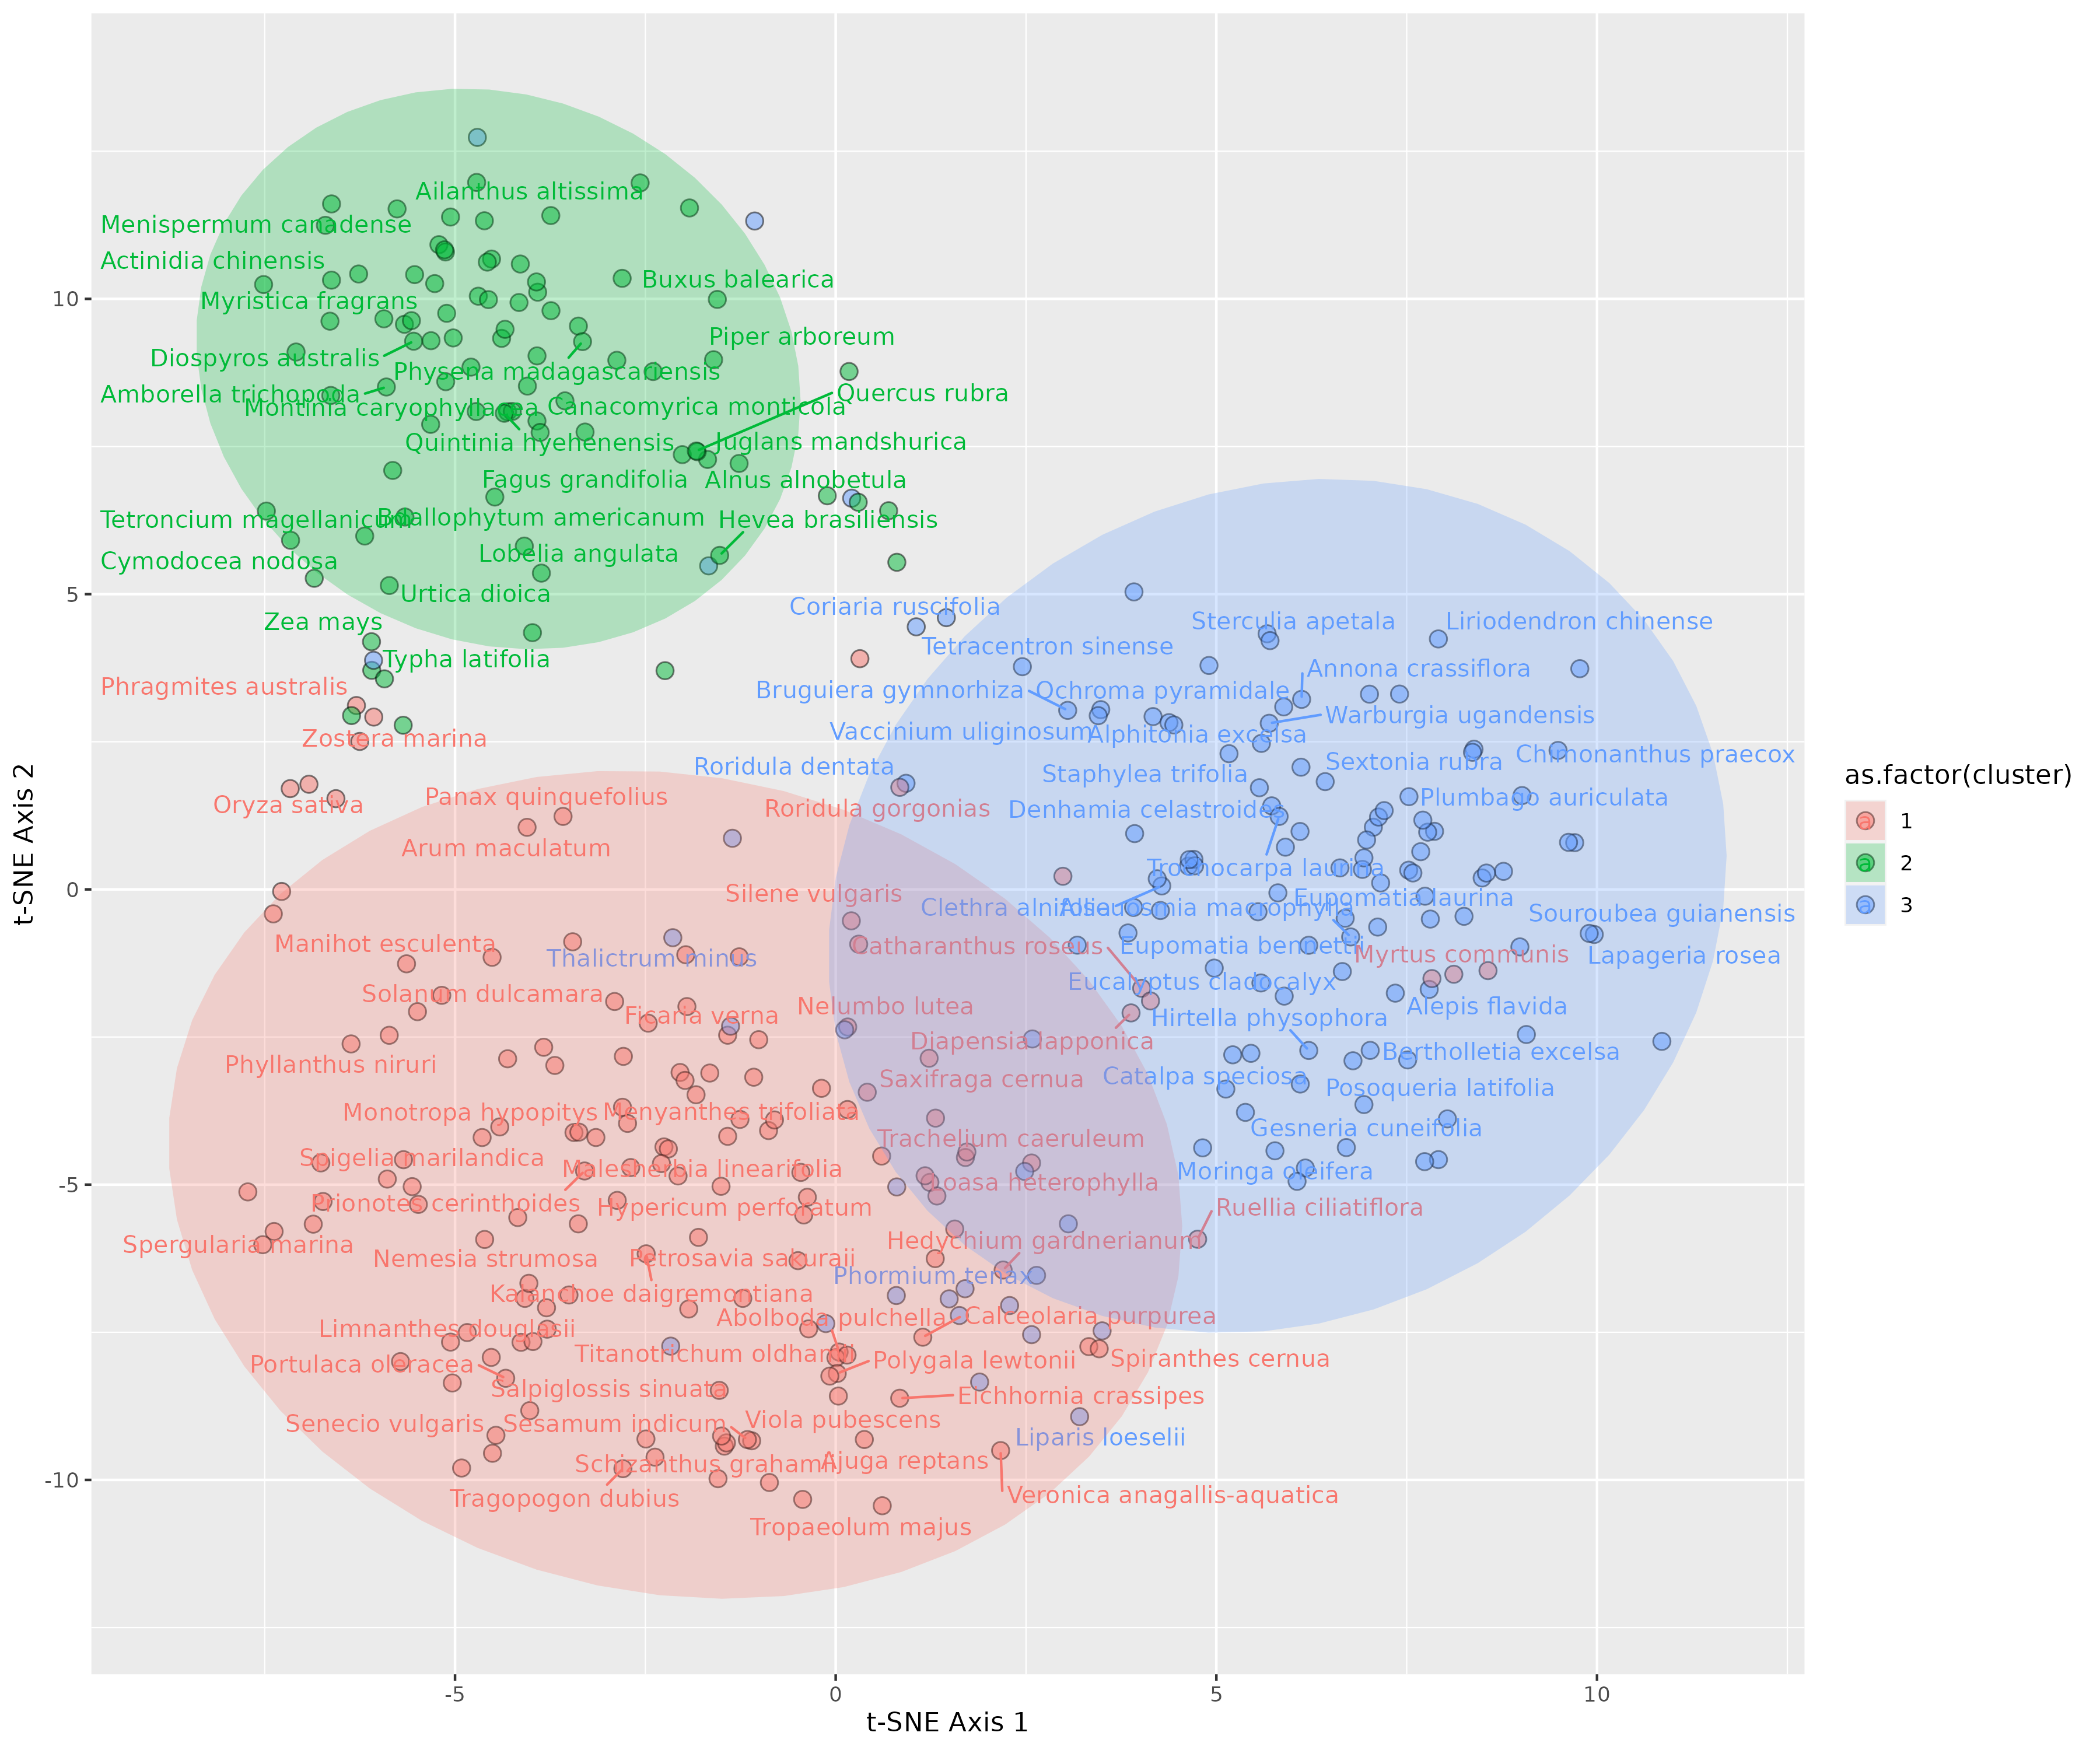 Ailanthus altissima
Menispermum canadense
Actinidia chinensis
Buxus balearica
Myristica fragrans
Piper arboreum
Diospyros australis
Physena madagascariensis
Amborella trichopoda
Quercus rubra
Montinia caryophyllacea
Canacomyrica monticola
Quintinia hyehenensis
Juglans mandshurica
Fagus grandifolia
Alnus alnobetula
Tetroncium magellanicum
Bdallophytum americanum
Hevea brasiliensis
Cymodocea nodosa
Lobelia angulata
Urtica dioica
Coriaria ruscifolia
Zea mays
Sterculia apetala
Liriodendron chinense
Typha latifolia
Tetracentron sinense
Annona crassiflora
Phragmites australis
Bruguiera gymnorhiza
Ochroma pyramidale
Warburgia ugandensis
Zostera marina
Vaccinium uliginosum
Alphitonia excelsa
Chimonanthus praecox
Roridula dentata
Staphylea trifolia
Sextonia rubra
Oryza sativa
Panax quinquefolius
Roridula gorgonias
Denhamia celastroides
Plumbago auriculata
Arum maculatum
Trochocarpa laurina
Silene vulgaris
Eupomatia laurina
Clethra alnifolia
Alseuosmia macrophylla
Souroubea guianensis
Manihot esculenta
Catharanthus roseus
Eupomatia bennettii
Myrtus communis
Lapageria rosea
Thalictrum minus
Eucalyptus cladocalyx
Solanum dulcamara
Nelumbo lutea
Alepis flavida
Ficaria verna
Hirtella physophora
Diapensia lapponica
Bertholletia excelsa
Phyllanthus niruri
Saxifraga cernua
Catalpa speciosa
Posoqueria latifolia
Monotropa hypopitys
Menyanthes trifoliata
Gesneria cuneifolia
Trachelium caeruleum
Spigelia marilandica
Malesherbia linearifolia
Moringa oleifera
Loasa heterophylla
Prionotes cerinthoides
Hypericum perforatum
Ruellia ciliatiflora
Spergularia marina
Hedychium gardnerianum
Nemesia strumosa
Petrosavia sakuraii
Phormium tenax
Kalanchoe daigremontiana
Abolboda pulchella
Calceolaria purpurea
Limnanthes douglasii
Titanotrichum oldhamii
Polygala lewtonii
Spiranthes cernua
Portulaca oleracea
Salpiglossis sinuata
Eichhornia crassipes
Senecio vulgaris
Sesamum indicum
Viola pubescens
Liparis loeselii
Schizanthus grahamii
Ajuga reptans
Tragopogon dubius
Veronica anagallis-aquatica
Tropaeolum majus
10
5
0
-5
-10
-5
0
5
10
t-SNE Axis 1
t-SNE Axis 2
as.factor(cluster)
a 1
a 2
a 3